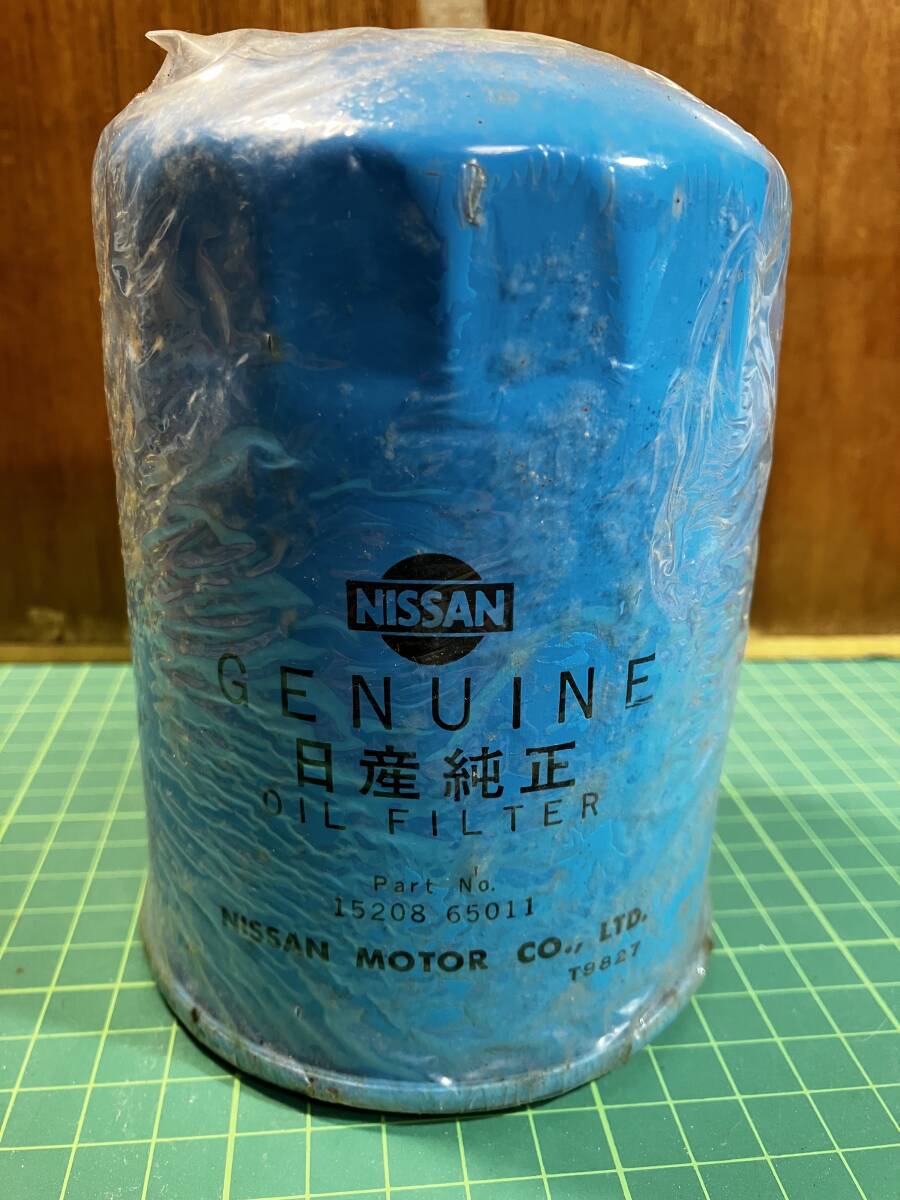 NISSAN
GENUINE
日産純正
OIL FILTER
Part No.
15208 65011
NISSAN MOTOR CO., LTD.
T9827